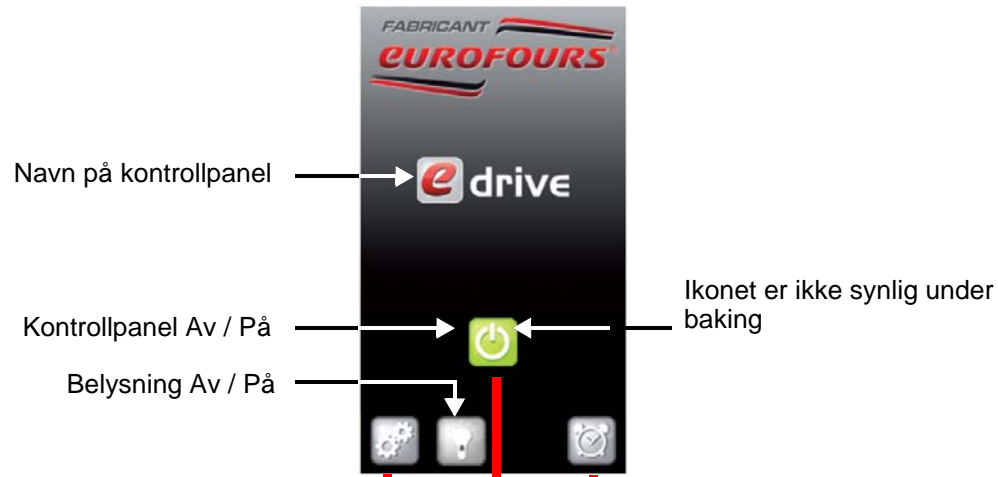 FABRICANT
eUROFOURS
Navn på kontrollpanel
e drive
Ikonet er ikke synlig under
baking
Kontrollpanel Av / På
Belysning Av / På